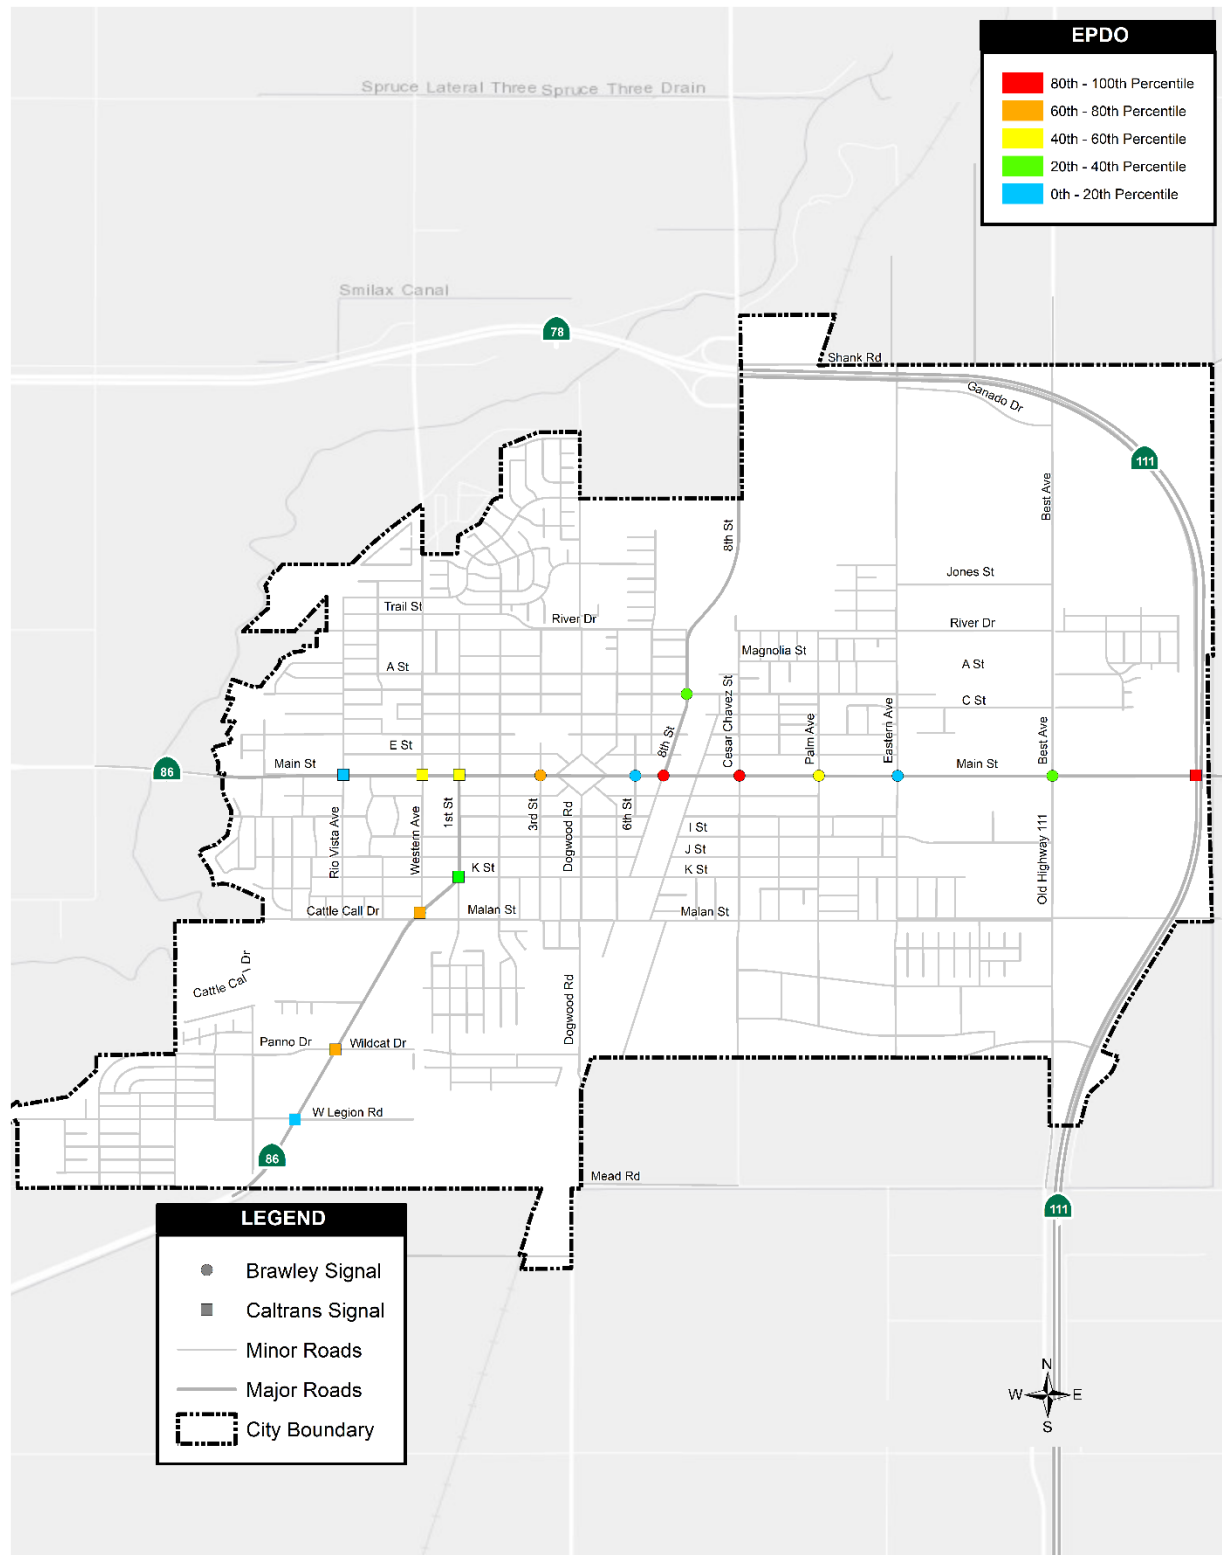 EPDO
80th - 100th Percentile
60th - 80th Percentile
40th - 60th Percentile
20th - 40th Percentile
0th - 20th Percentile
Spruce Lateral Three Spruce Three Drain
Smilax Canal
78
Shank Rd
Ganado Dr
111
Best Ave
8th St
Jones St
Trail St
River Dr
River Dr
Magnolia St
A St
A St
Cesar Chavez St
C St
8th St
Palm Ave
Eastern Ave
Best Ave
E St
Main St
Main St
86
Rio Vista Ave
Western Ave
1st St
3rd St
Dogwood Rd
6th St
I St
J St
K St
K St
Old Highway 111
Cattle Call Dr
Malan St
Malan St
Cattle Call Dr
Dogwood Rd
Panno Dr
Wildcat Dr
W Legion Rd
86
Mead Rd
111
LEGEND
Brawley Signal
Caltrans Signal
Minor Roads
Major Roads
City Boundary
N
W
E
S